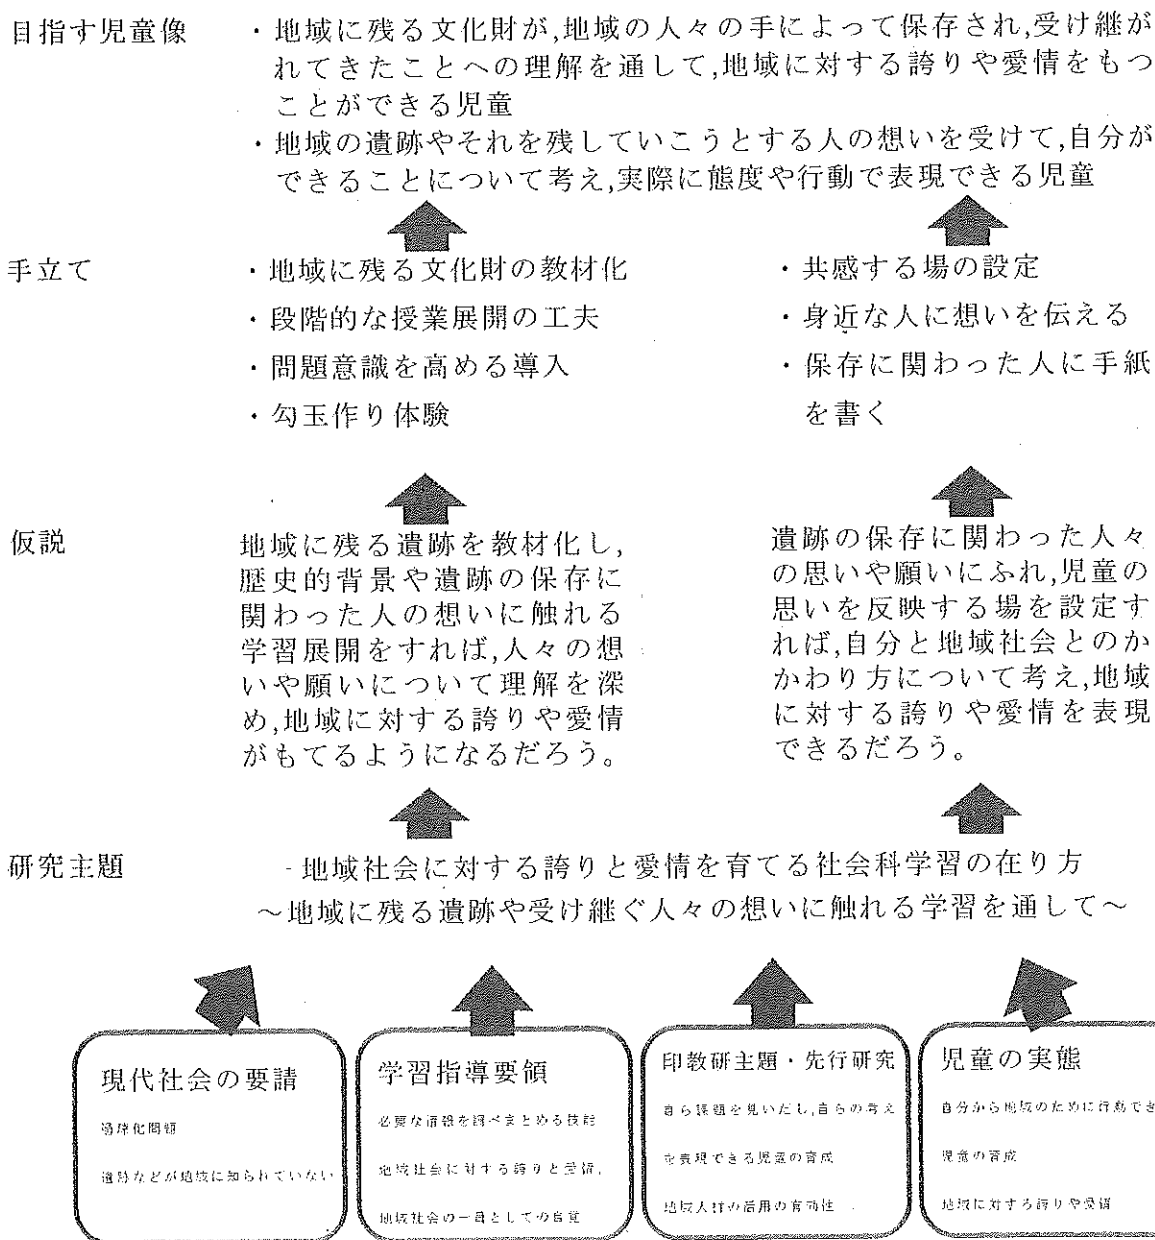 目指す児童像
・地域に残る文化財が,地域の人々の手によって保存され,受け継が
れてきたことへの理解を通して,地域に対する誇りや愛情をもつ
ことができる児童
・地域の遺跡やそれを残していこうとする人の想いを受けて,自分が
できることについて考え,実際に態度や行動で表現できる児童
手立て
・地域に残る文化財の教材化
・段階的な授業展開の工夫
・問題意識を高める導入
・勾玉作り体験
・共感する場の設定
・身近な人に想いを伝える
・保存に関わった人に手紙
を書く
仮説
地域に残る遺跡を教材化し,
歴史的背景や遺跡の保存に
関わった人の想いに触れる
学習展開をすれば,人々の想
いや願いについて理解を深
め,地域に対する誇りや愛情
がもてるようになるだろう。
遺跡の保存に関わった人々
の思いや願いにふれ,児童の
思いを反映する場を設定す
れば,自分と地域社会とのか
かわり方について考え,地域
に対する誇りや愛情を表現
できるだろう。
研究主題
地域社会に対する誇りと愛情を育てる社会科学習の在り方
～地域に残る遺跡や受け継ぐ人々の想いに触れる学習を通して～
現代社会の要請
過疎化問題
遺跡などが地域に知られていない
学習指導要領
必要な情報を調べまとめる技能
地域社会に対する誇りと愛情,
地域社会の一員としての自覚
印教研主題・先行研究
自ら課題を見いだし,自らの考え
を表現できる児童の育成
地域人材の活用の有効性
児童の実態
自分から地域のために行動でき
児童の育成
地域に対する誇りや愛情